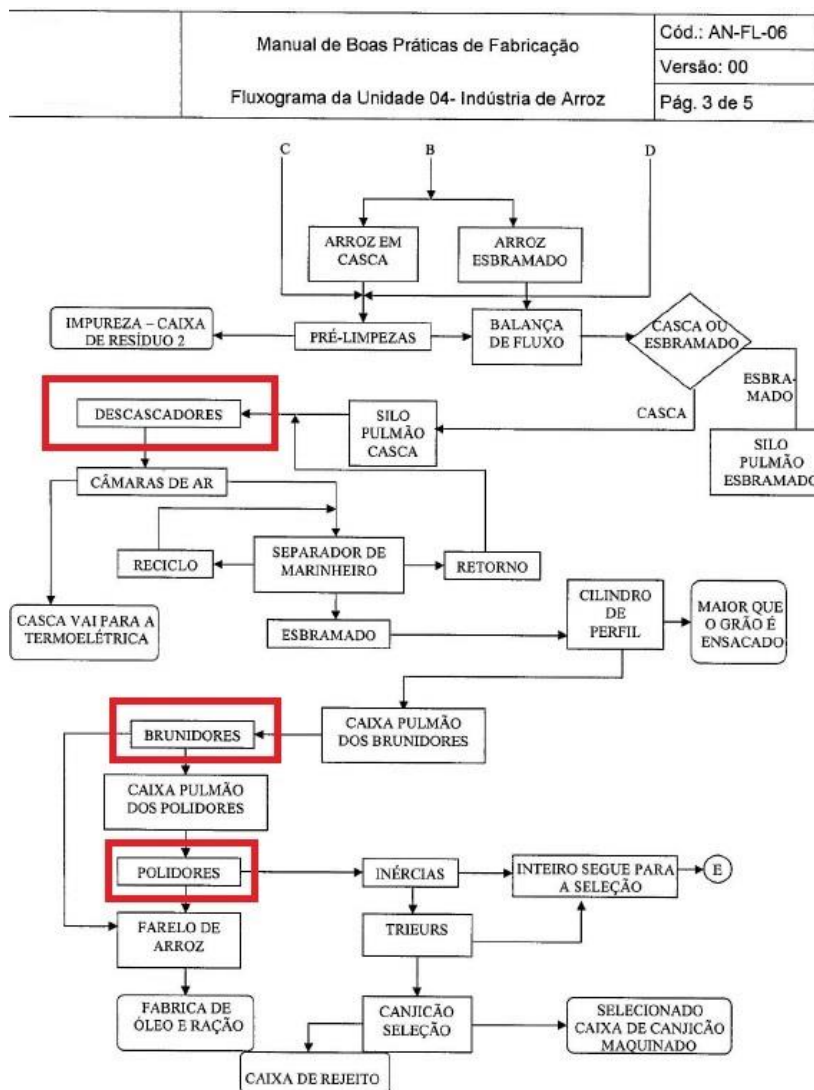 Manual de Boas Práticas de Fabricação
Fluxograma da Unidade 04- Indústria de Arroz
Cód.: AN-FL-06
Versão: 00
Pág. 3 de 5
C
B
D
ARROZ EM
CASCA
ARROZ
ESBRAMADO
IMPUREZA – CAIXA
DE RESÍDUO 2
PRÉ-LIMPEZAS
BALANÇA
DE FLUXO
CASCA OU
ESBRAMADO
ESBRA-
MADO
CASCA
DESCASCADORES
SILO
PULMÃO
CASCA
SILO
PULMÃO
ESBRAMADO
CÂMARAS DE AR
RECICLO
SEPARADOR DE
MARINHEIRO
RETORNO
CASCA VAI PARA A
TERMOELÉTRICA
ESBRAMADO
CILINDRO
DE
PERFIL
MAIOR QUE
O GRÃO É
ENSACADO
BRUNIDORES
CAIXA PULMÃO
DOS BRUNIDORES
CAIXA PULMÃO
DOS POLIDORES
POLIDORES
INÉRCIAS
INTEIRO SEGUE PARA
A SELEÇÃO
E
FARELO DE
ARROZ
TRIEURS
FABRICA DE
ÓLEO E RAÇÃO
CANJICÃO
SELEÇÃO
SELECIONADO
CAIXA DE CANJICÃO
MAQUINADO
CAIXA DE REJEITO